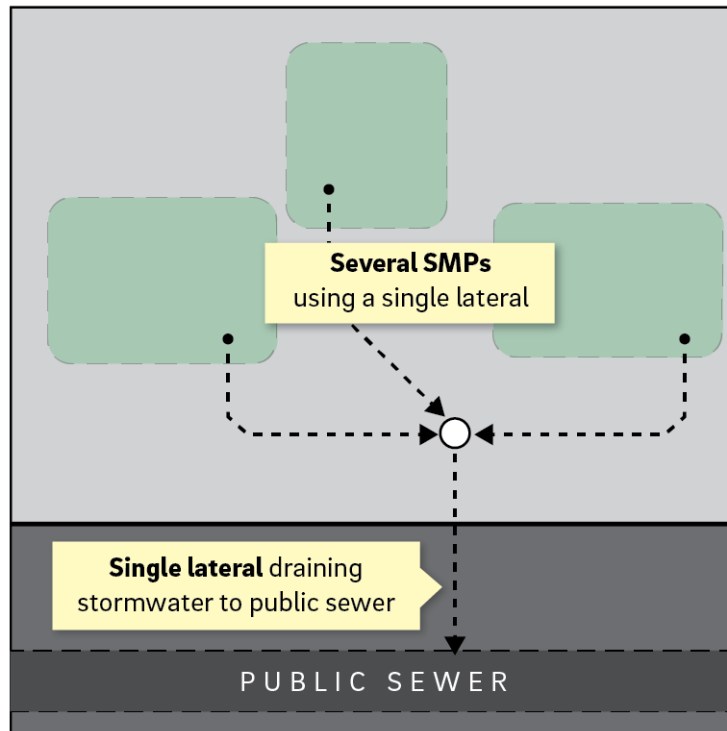 Several SMPs
using a single lateral
Single lateral draining
stormwater to public sewer
PUBLIC SEWER